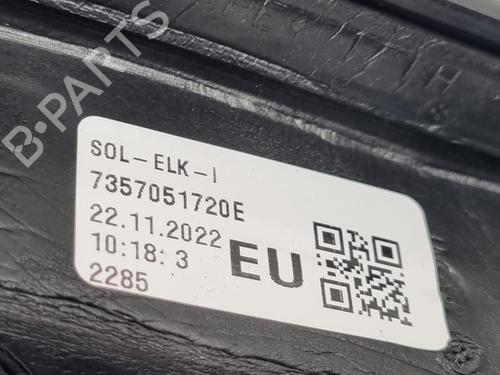 B-PARTS
SOL-ELK-I
7357051720E
22.11.2022
10:18: 3
2285
EU